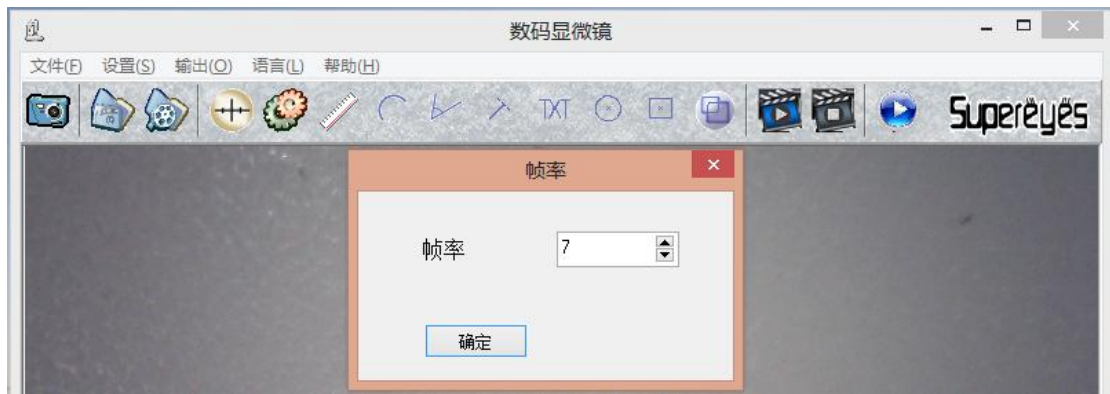 数码显微镜
文件(F) 设置(S) 输出(O) 语言(L) 帮助(H)
TXT
Supereyes
帧率
帧率 7
确定